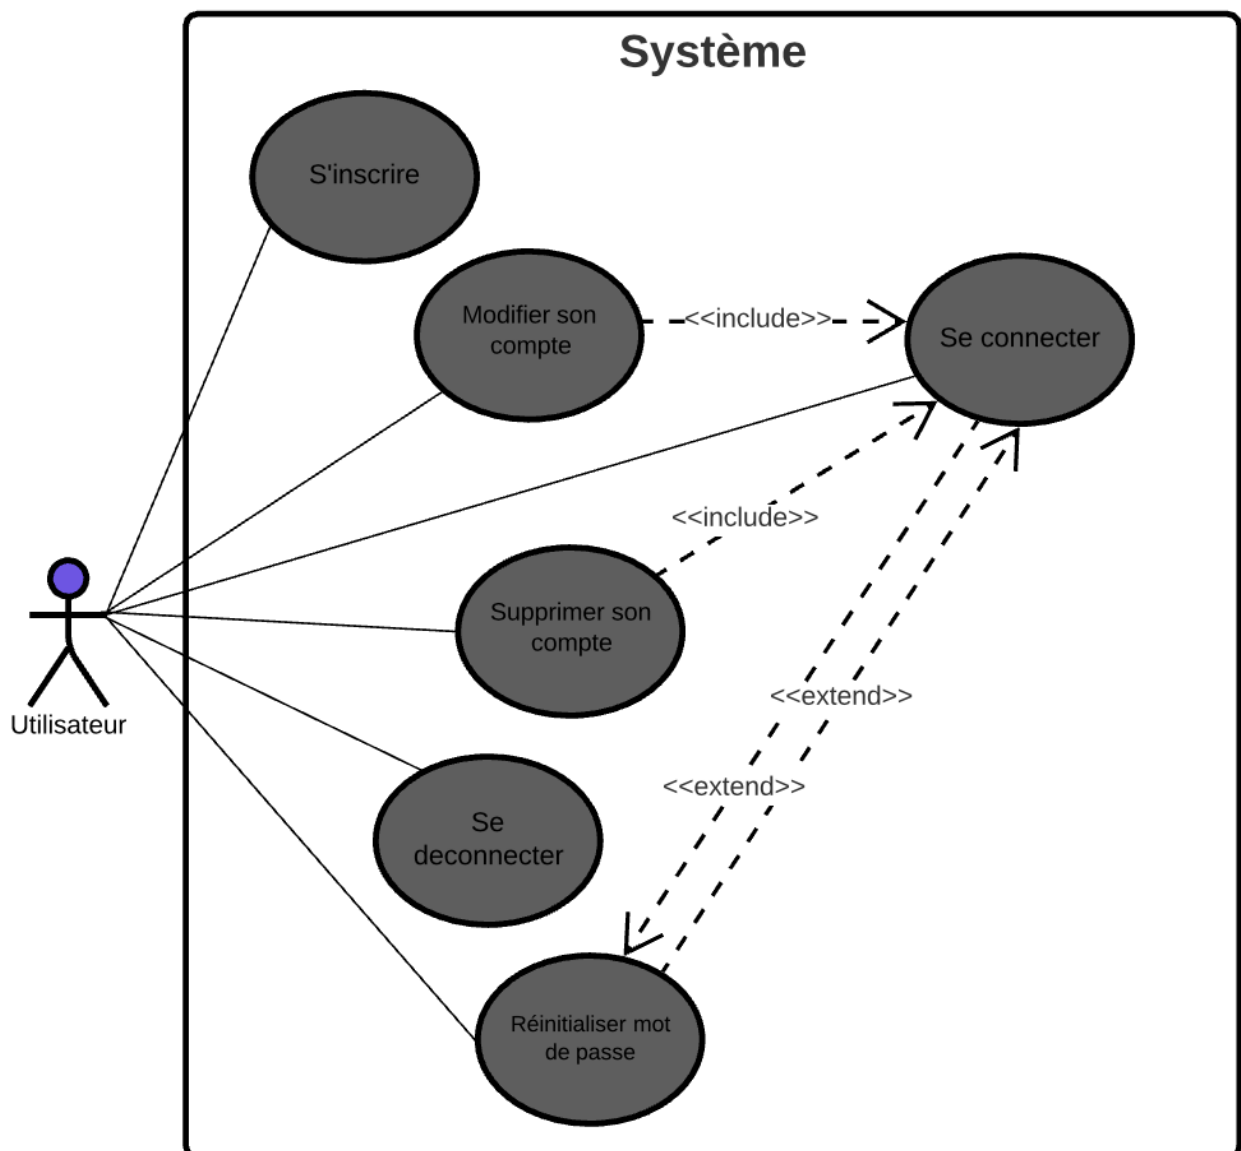 Système
S'inscrire
Modifier son
compte
<<include>>
Se connecter
<<include>>
Supprimer son
compte
Utilisateur
<<extend>>
<<extend>>
Se
deconnecter
Réinitialiser mot
de passe